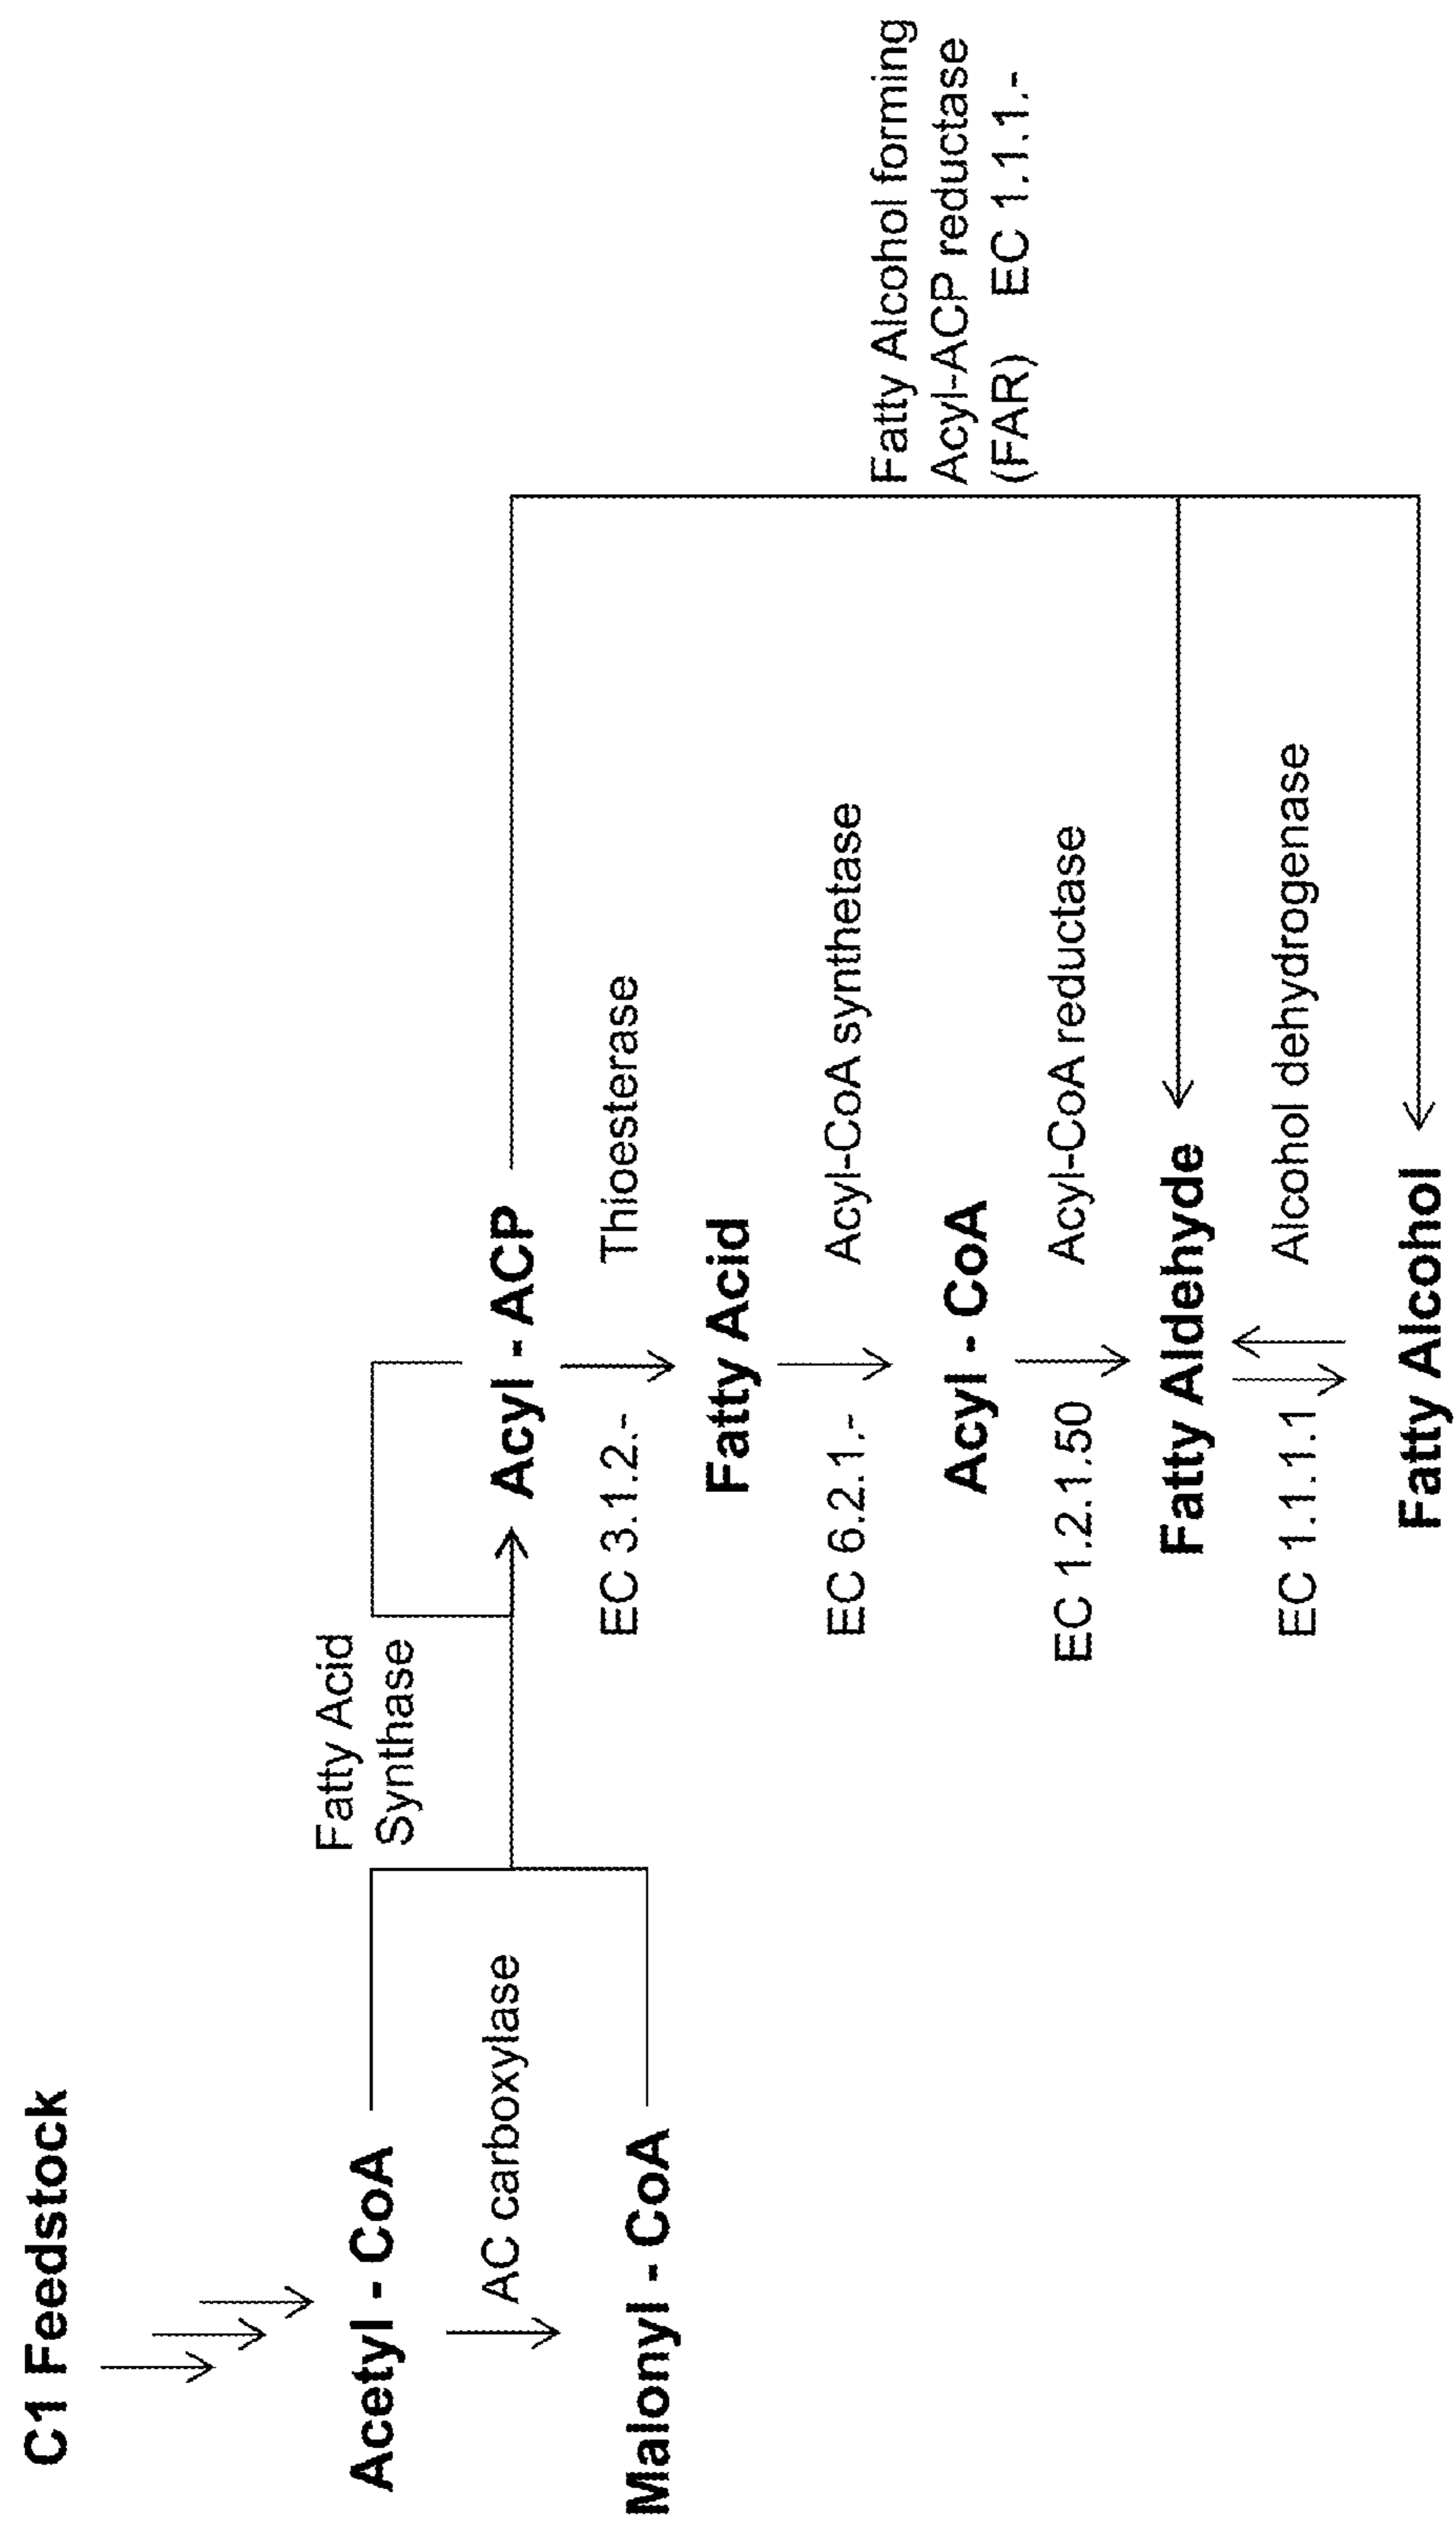 C1 Feedstock
Acetyl - CoA
AC carboxylase
Malonyl - CoA
Fatty Acid
Synthase
Acyl - ACP
EC 3.1.2.-
Thioesterase
Fatty Acid
EC 6.2.1.-
Acyl-CoA synthetase
Acyl - CoA
EC 1.2.1.50
Acyl-CoA reductase
Fatty Aldehyde
EC 1.1.1.1
Alcohol dehydrogenase
Fatty Alcohol
Fatty Alcohol forming
Acyl-ACP reductase
(FAR) EC 1.1.1.-